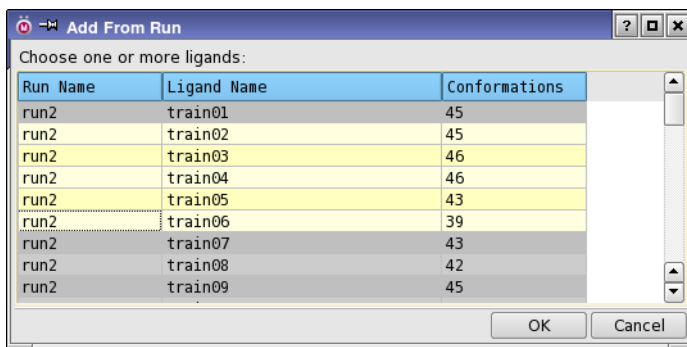 Add From Run
Choose one or more ligands:
Run Name Ligand Name Conformations
run2 train01 45
run2 train02 45
run2 train03 46
run2 train04 46
run2 train05 43
run2 train06 39
run2 train07 43
run2 train08 42
run2 train09 45
OK Cancel